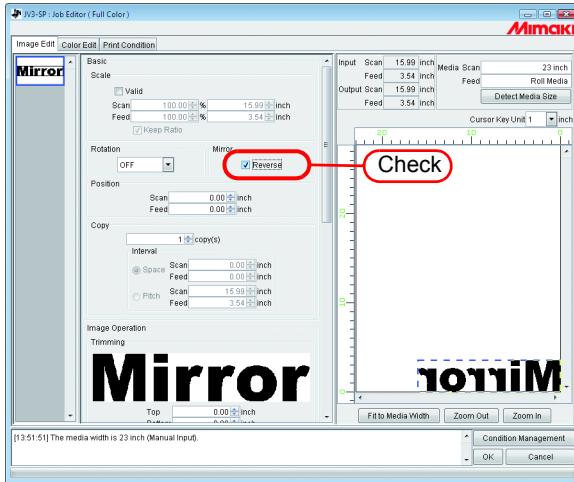 JV3-SP : Job Editor ( Full Color )
Mimaki
Image Edit Color Edit Print Condition
Mirror
Basic
Scale
Valid
Scan 100.00 % 15.99 inch
Feed 100.00 % 3.54 inch
Keep Ratio
Rotation Mirror
OFF Reverse
Check
Position
Scan 0.00 inch
Feed 0.00 inch
Copy
1 copy(s)
Interval
Space Scan 0.00 inch
Feed 0.00 inch
Pitch Scan 15.99 inch
Feed 3.54 inch
Image Operation
Trimming
Mirror
Top 0.00 inch
Input Scan 15.99 inch
Feed 3.54 inch
Output Scan 15.99 inch
Feed 3.54 inch
Media Scan 23 inch
Feed Roll Media
Detect Media Size
Cursor Key Unit 1 inch
20 10 0
20
10
0
Mirror
Fit to Media Width Zoom Out Zoom In
[13:51:51] The media width is 23 inch (Manual Input).
Condition Management
OK Cancel